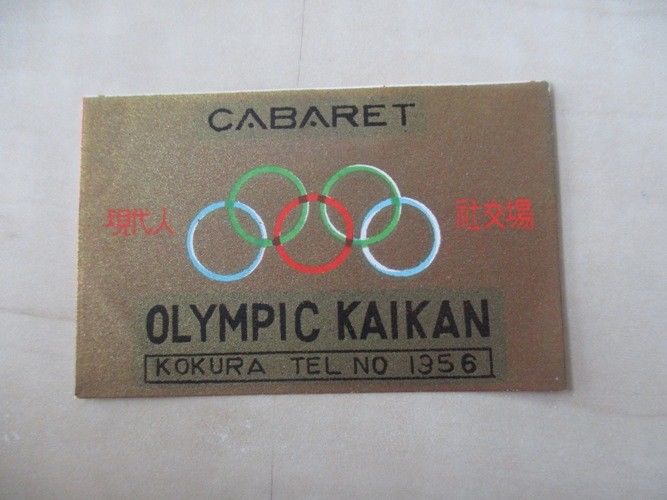 CABARET
現代人 社交場
OLYMPIC KAIKAN
KOKURA TEL NO 1356